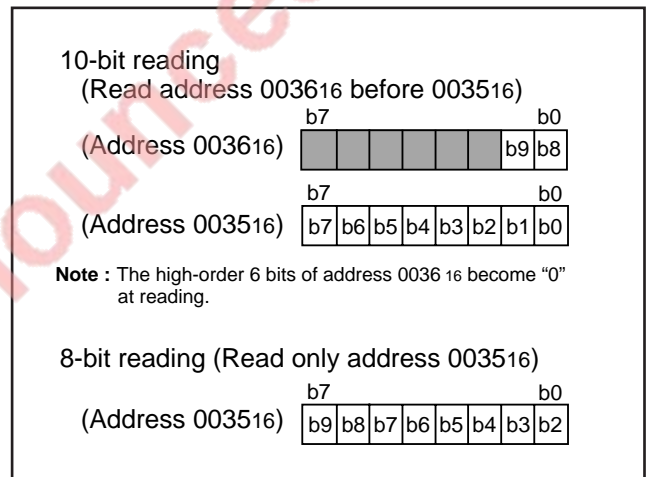 10-bit reading
(Read address 003616 before 003516)
b7 b0
(Address 003616) b9 b8
b7 b0
(Address 003516) b7 b6 b5 b4 b3 b2 b1 b0
Note : The high-order 6 bits of address 0036 16 become “0”
at reading.
8-bit reading (Read only address 003516)
b7 b0
(Address 003516) b9 b8 b7 b6 b5 b4 b3 b2